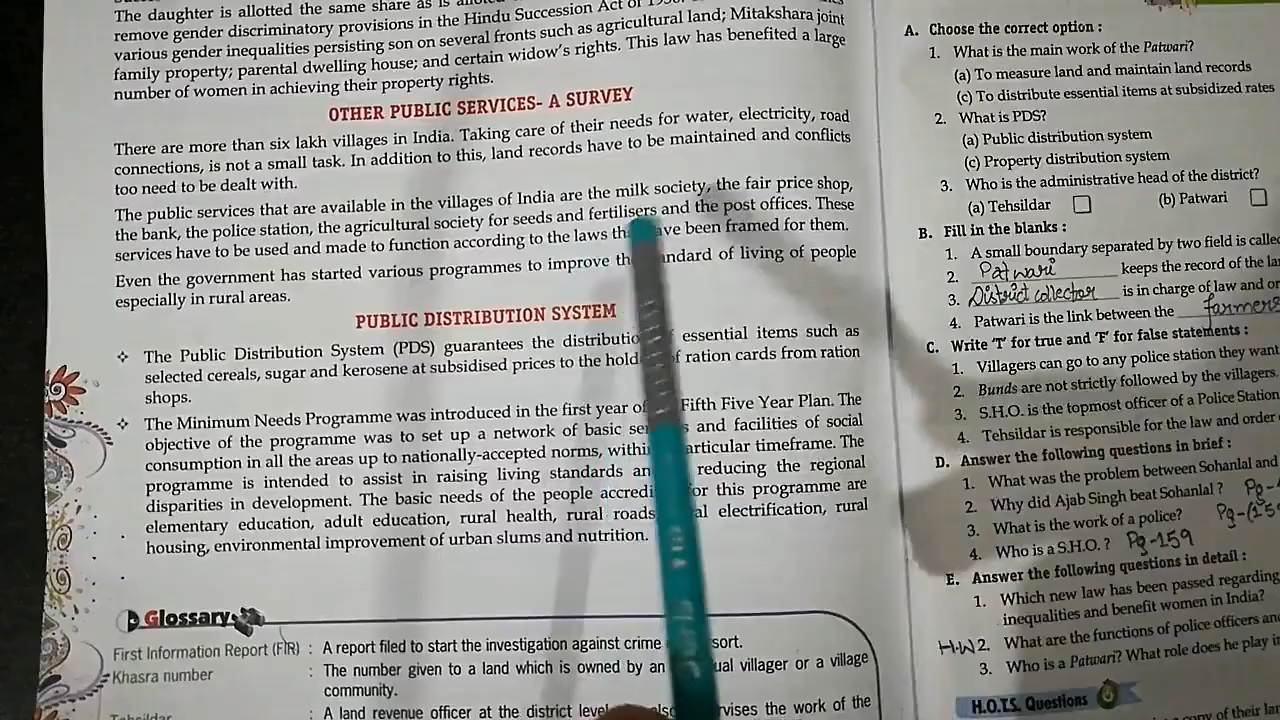 The daughter is allotted the same share as is
remove gender discriminatory provisions in the Hindu Succession Act of
various gender inequalities persisting son on several fronts such as agricultural land; Mitakshara joint
family property; parental dwelling house; and certain widow's rights. This law has benefited a large
number of women in achieving their property rights.
OTHER PUBLIC SERVICES- A SURVEY
There are more than six lakh villages in India. Taking care of their needs for water, electricity, road
connections, is not a small task. In addition to this, land records have to be maintained and conflicts
too need to be dealt with.
The public services that are available in the villages of India are the milk society, the fair price shop,
the bank, the police station, the agricultural society for seeds and fertilisers and the post offices. These
services have to be used and made to function according to the laws th ave been framed for them.
Even the government has started various programmes to improve th andard of living of people
especially in rural areas.
PUBLIC DISTRIBUTION SYSTEM
❖ The Public Distribution System (PDS) guarantees the distributio essential items such as
selected cereals, sugar and kerosene at subsidised prices to the hold f ration cards from ration
shops.
❖ The Minimum Needs Programme was introduced in the first year of Fifth Five Year Plan. The
objective of the programme was to set up a network of basic se s and facilities of social
consumption in all the areas up to nationally-accepted norms, withi articular timeframe. The
programme is intended to assist in raising living standards an reducing the regional
disparities in development. The basic needs of the people accredi or this programme are
elementary education, adult education, rural health, rural roads al electrification, rural
housing, environmental improvement of urban slums and nutrition.
Glossary
First Information Report (FIR) : A report filed to start the investigation against crime sort.
Khasra number : The number given to a land which is owned by an ual villager or a village
community.
Tehsildar : A land revenue officer at the district level vises the work of the
A. Choose the correct option :
1. What is the main work of the Patwari?
(a) To measure land and maintain land records
(c) To distribute essential items at subsidized rates
2. What is PDS?
(a) Public distribution system
(c) Property distribution system
3. Who is the administrative head of the district?
(a) Tehsildar (b) Patwari
B. Fill in the blanks :
1. A small boundary separated by two field is calle
2. Patwari keeps the record of the la
3. District collector is in charge of law and or
4. Patwari is the link between the farmers
C. Write 'T' for true and 'F' for false statements :
1. Villagers can go to any police station they want
2. Bunds are not strictly followed by the villagers.
3. S.H.O. is the topmost officer of a Police Station
4. Tehsildar is responsible for the law and order
D. Answer the following questions in brief :
1. What was the problem between Sohanlal and
2. Why did Ajab Singh beat Sohanlal ? Pg-
3. What is the work of a police? Pg-(15
4. Who is a S.H.O. ? Pg-159
E. Answer the following questions in detail :
1. Which new law has been passed regarding
inequalities and benefit women in India?
H.W 2. What are the functions of police officers an
3. Who is a Patwari? What role does he play i
H.O.T.S. Questions
copy of their lan